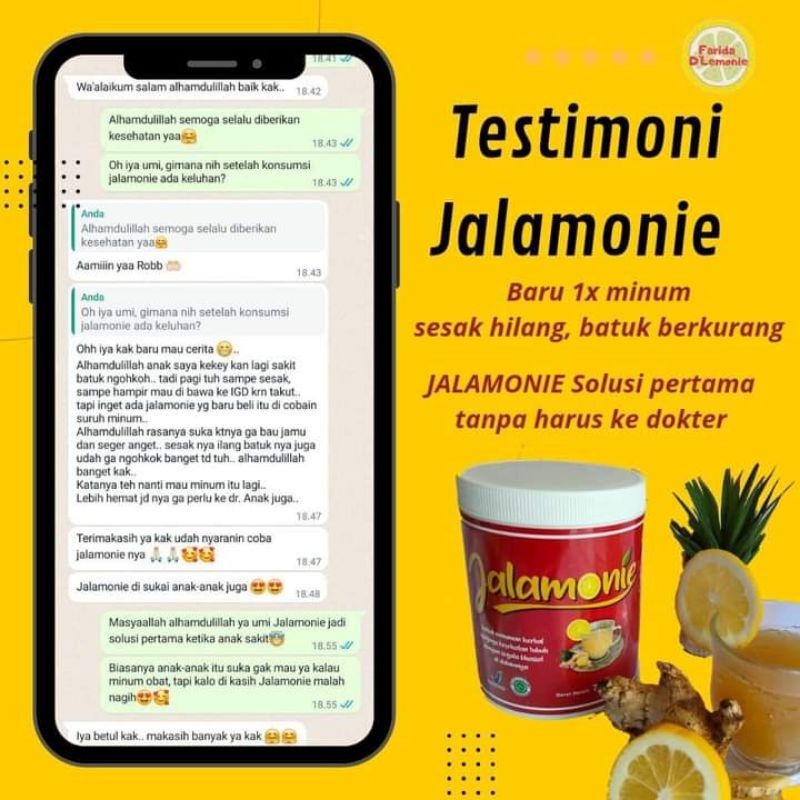 18.41
Wa'alaikum salam alhamdulillah baik kak.. 18.42
Alhamdulillah semoga selalu diberikan
kesehatan yaa🤗
18.43
Oh iya umi, gimana nih setelah konsumsi
jalamonie ada keluhan?
18.43
Anda
Alhamdulillah semoga selalu diberikan
kesehatan yaa🤗
Aamiiin yaa Robb 🤲🏻
18.43
Anda
Oh iya umi, gimana nih setelah konsumsi
jalamonie ada keluhan?
Ohh iya kak baru mau cerita 😁..
Alhamdulillah anak saya kekey kan lagi sakit
batuk ngohkoh.. tadi pagi tuh sampe sesak,
sampe hampir mau di bawa ke IGD krn takut..
tapi inget ada jalamonie yg baru beli itu di cobain
suruh minum..
Alhamdulillah rasanya suka ktnya ga bau jamu
dan seger anget.. sesak nya ilang batuk nya juga
udah ga ngohkok banget td tuh.. alhamdulillah
banget kak..
Katanya teh nanti mau minum itu lagi..
Lebih hemat jd nya ga perlu ke dr. Anak juga..
18.47
Terimakasih ya kak udah nyaranin coba
jalamonie nya 🙏🏻🙏🏻🥰🥰
18.47
Jalamonie di sukai anak-anak juga 😍😍
18.48
Masyaallah alhamdulillah ya umi Jalamonie jadi
solusi pertama ketika anak sakit😇
18.55
Biasanya anak-anak itu suka gak mau ya kalau
minum obat, tapi kalo di kasih Jalamonie malah
nagih😍🥰
18.55
Iya betul kak.. makasih banyak ya kak 😄😄
Farida
D'Lemonie
Testimoni
Jalamonie
Baru 1x minum
sesak hilang, batuk berkurang
JALAMONIE Solusi pertama
tanpa harus ke dokter
Jalamonie
minuman herbal
kesehatan tubuh